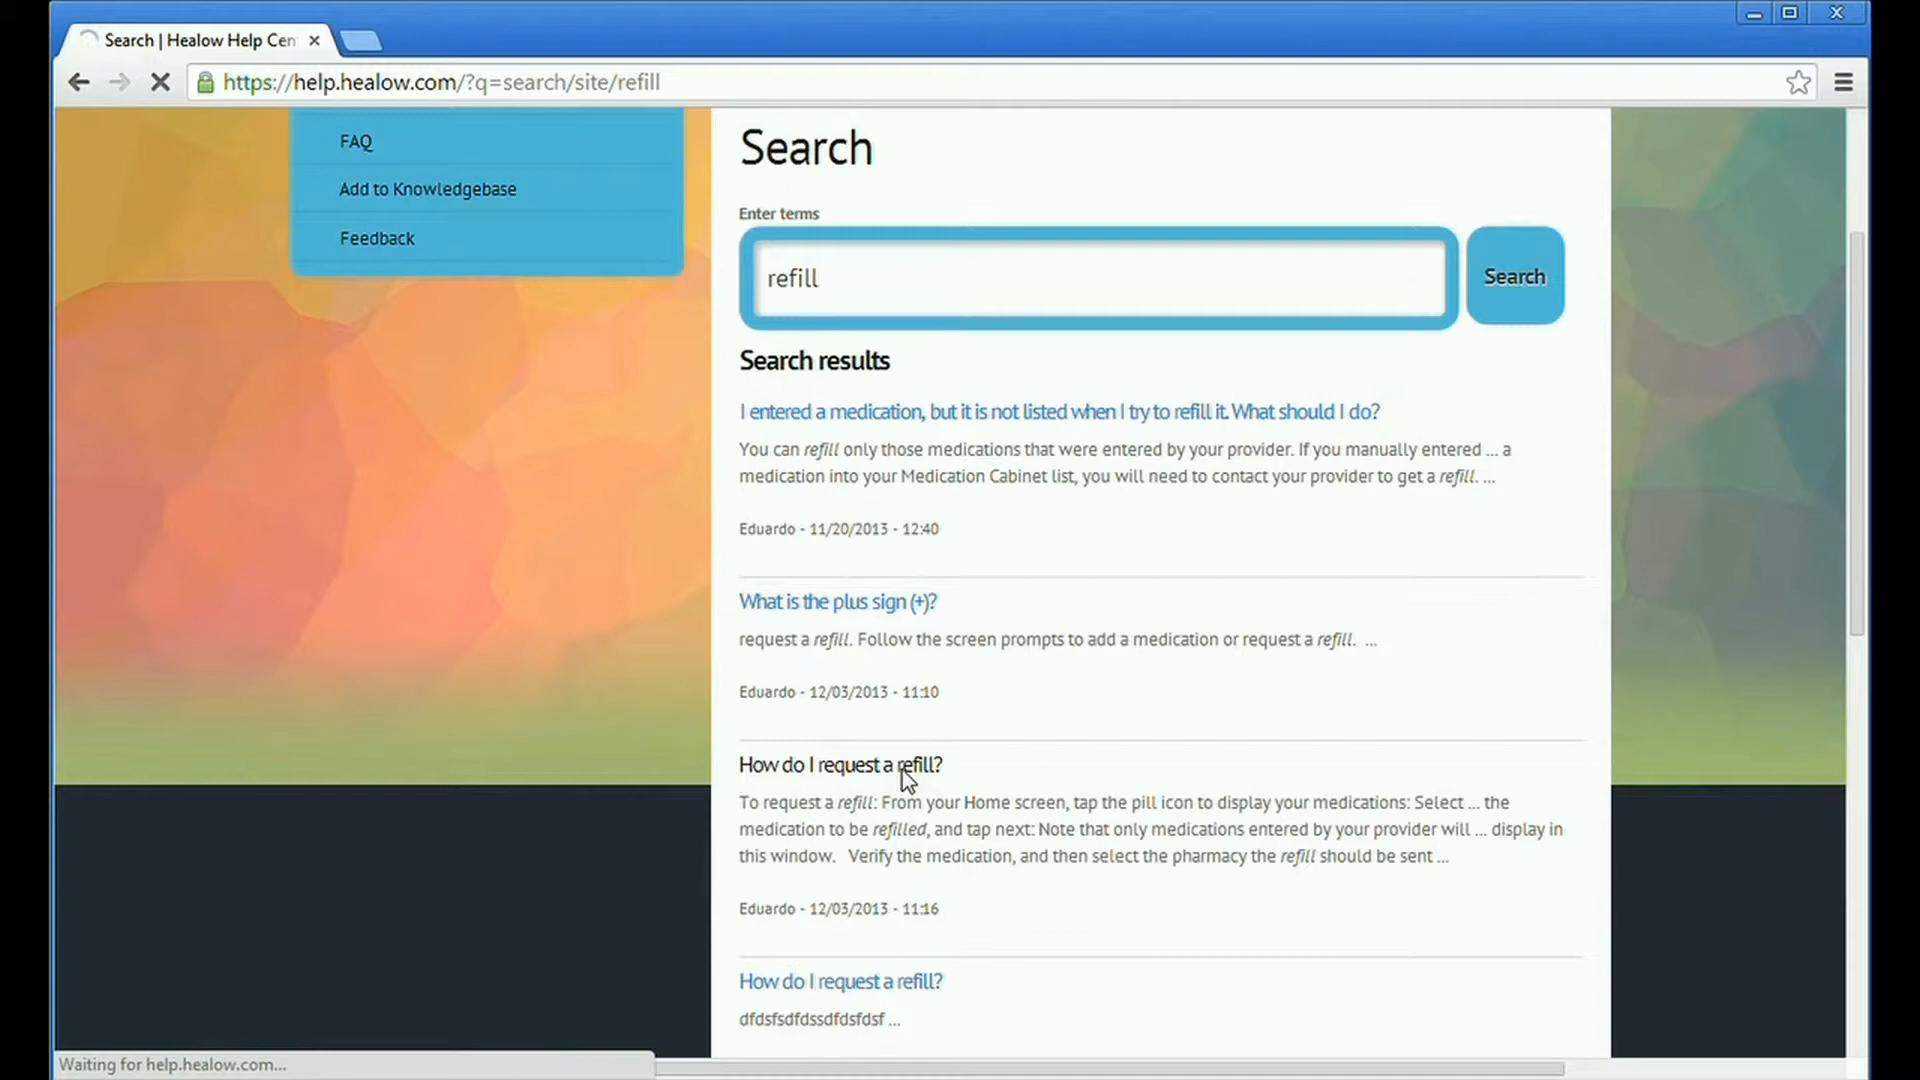 Search | Healow Help Cen
https://help.healow.com/?q=search/site/refill
FAQ
Add to Knowledgebase
Feedback
Search
Enter terms
refill
Search
Search results
I entered a medication, but it is not listed when I try to refill it. What should I do?
You can refill only those medications that were entered by your provider. If you manually entered ... a
medication into your Medication Cabinet list, you will need to contact your provider to get a refill. ...
Eduardo - 11/20/2013 - 12:40
What is the plus sign (+)?
request a refill. Follow the screen prompts to add a medication or request a refill. ...
Eduardo - 12/03/2013 - 11:10
How do I request a refill?
To request a refill: From your Home screen, tap the pill icon to display your medications: Select ... the
medication to be refilled, and tap next: Note that only medications entered by your provider will ... display in
this window. Verify the medication, and then select the pharmacy the refill should be sent ...
Eduardo - 12/03/2013 - 11:16
How do I request a refill?
dfdsfsdfdssdfdsfdsf ...
Waiting for help.healow.com...